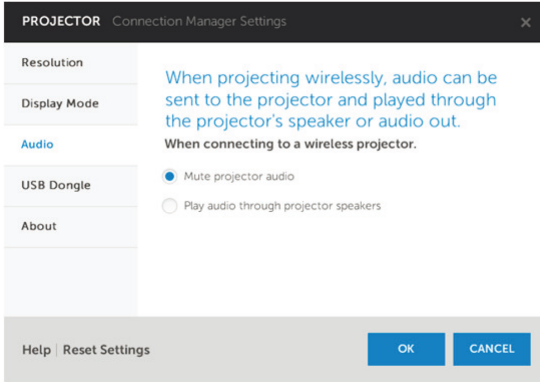 PROJECTOR Connection Manager Settings
Resolution
Display Mode
Audio
USB Dongle
About
When projecting wirelessly, audio can be
sent to the projector and played through
the projector's speaker or audio out.
When connecting to a wireless projector.
Mute projector audio
Play audio through projector speakers
Help | Reset Settings
OK
CANCEL